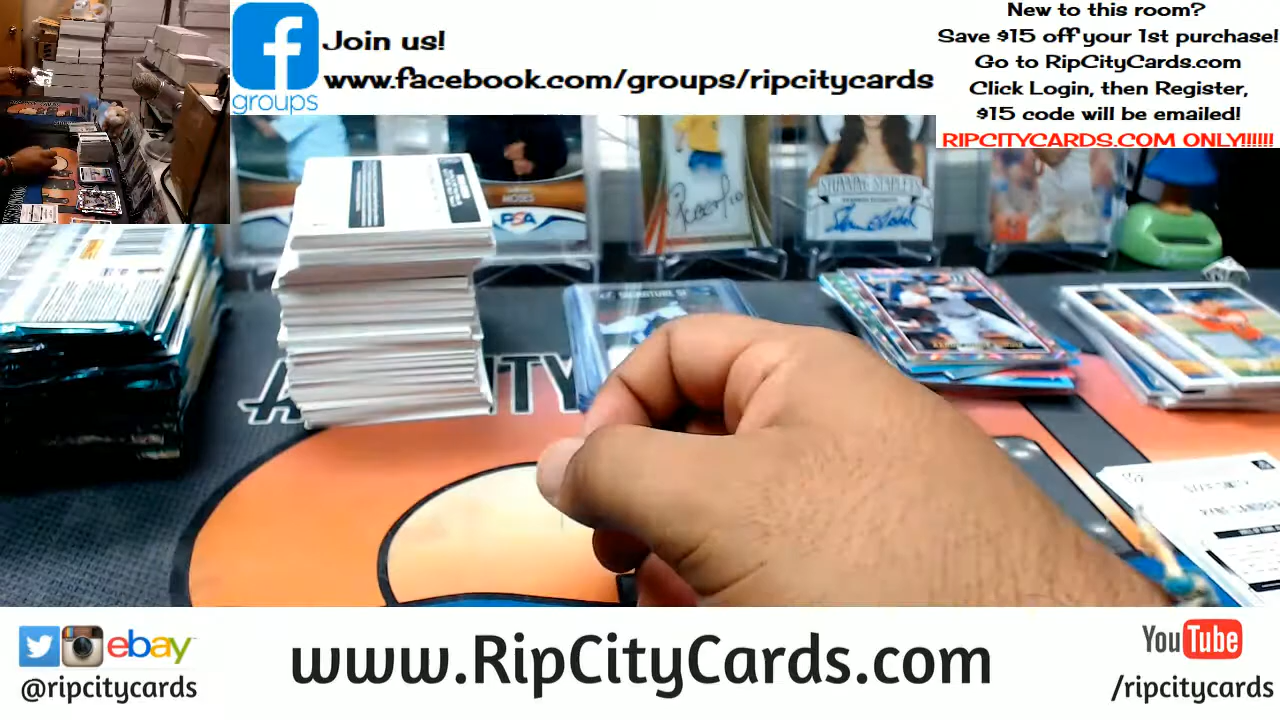 Join us!
www.facebook.com/groups/ripcitycards
groups
New to this room?
Save $15 off your 1st purchase!
Go to RipCityCards.com
Click Login, then Register,
$15 code will be emailed!
RIPCITYCARDS.COM ONLY!!!!!!
MOSES
PSA
STUNNING STAPLES
SIGNATURE
ebay
@ripcitycards
www.RipCityCards.com
YouTube
/ripcitycards